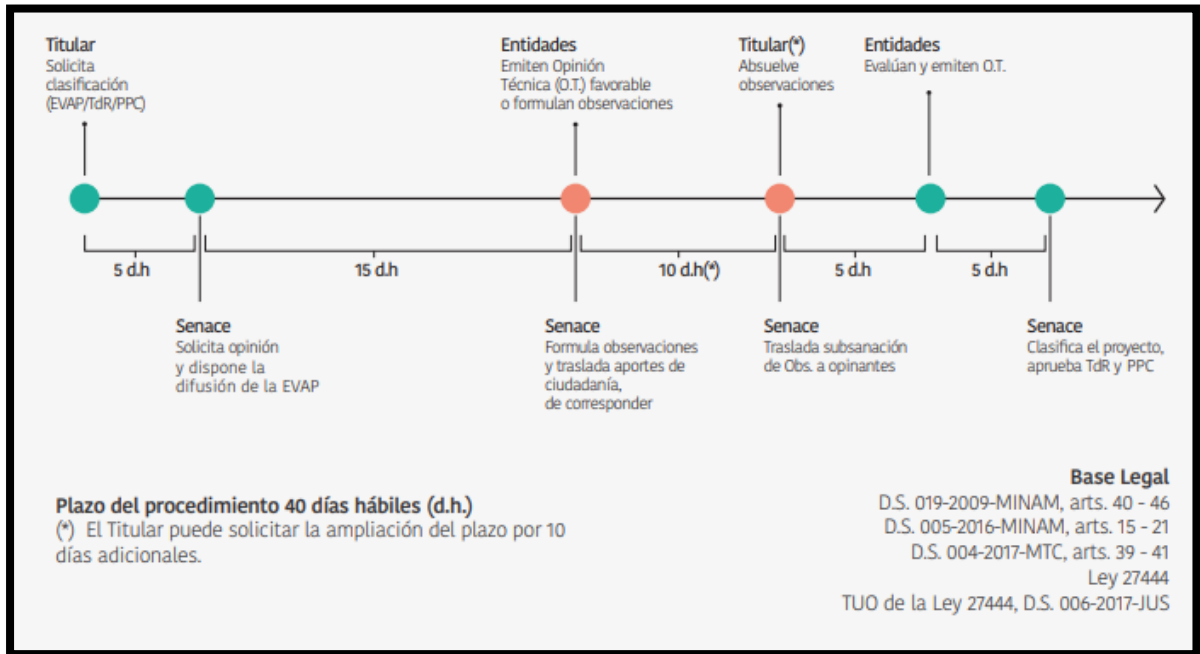 Titular
Solicita
clasificación
(EVAP/TdR/PPC)
Entidades
Emiten Opinión
Técnica (O.T.) favorable
o formulan observaciones
Titular(*)
Absuelve
observaciones
Entidades
Evalúan y emiten O.T.
5 d.h
15 d.h
10 d.h(*)
5 d.h
5 d.h
Senace
Solicita opinión
y dispone la
difusión de la EVAP
Senace
Formula observaciones
y traslada aportes de
ciudadanía,
de corresponder
Senace
Traslada subsanación
de Obs. a opinantes
Senace
Clasifica el proyecto,
aprueba TdR y PPC
Plazo del procedimiento 40 días hábiles (d.h.)
(*) El Titular puede solicitar la ampliación del plazo por 10
días adicionales.
Base Legal
D.S. 019-2009-MINAM, arts. 40 - 46
D.S. 005-2016-MINAM, arts. 15 - 21
D.S. 004-2017-MTC, arts. 39 - 41
Ley 27444
TUO de la Ley 27444, D.S. 006-2017-JUS